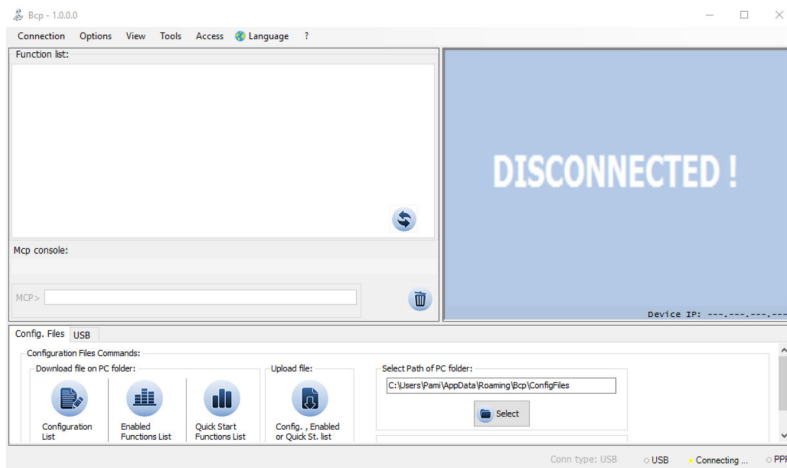 Bcp - 1.0.0.0
Connection Options View Tools Access Language ?
Function list:
DISCONNECTED !
Mcp console:
MCP>
Device IP: ---.---.---.---
Config. Files USB
Configuration Files Commands:
Download file on PC folder:
Configuration
List
Enabled
Functions List
Quick Start
Functions List
Upload file:
Config. , Enabled
or Quick St. list
Select Path of PC folder:
C:\Users\Pami\AppData\Roaming\Bcp\ConfigFiles
Select
Conn type: USB USB Connecting ...